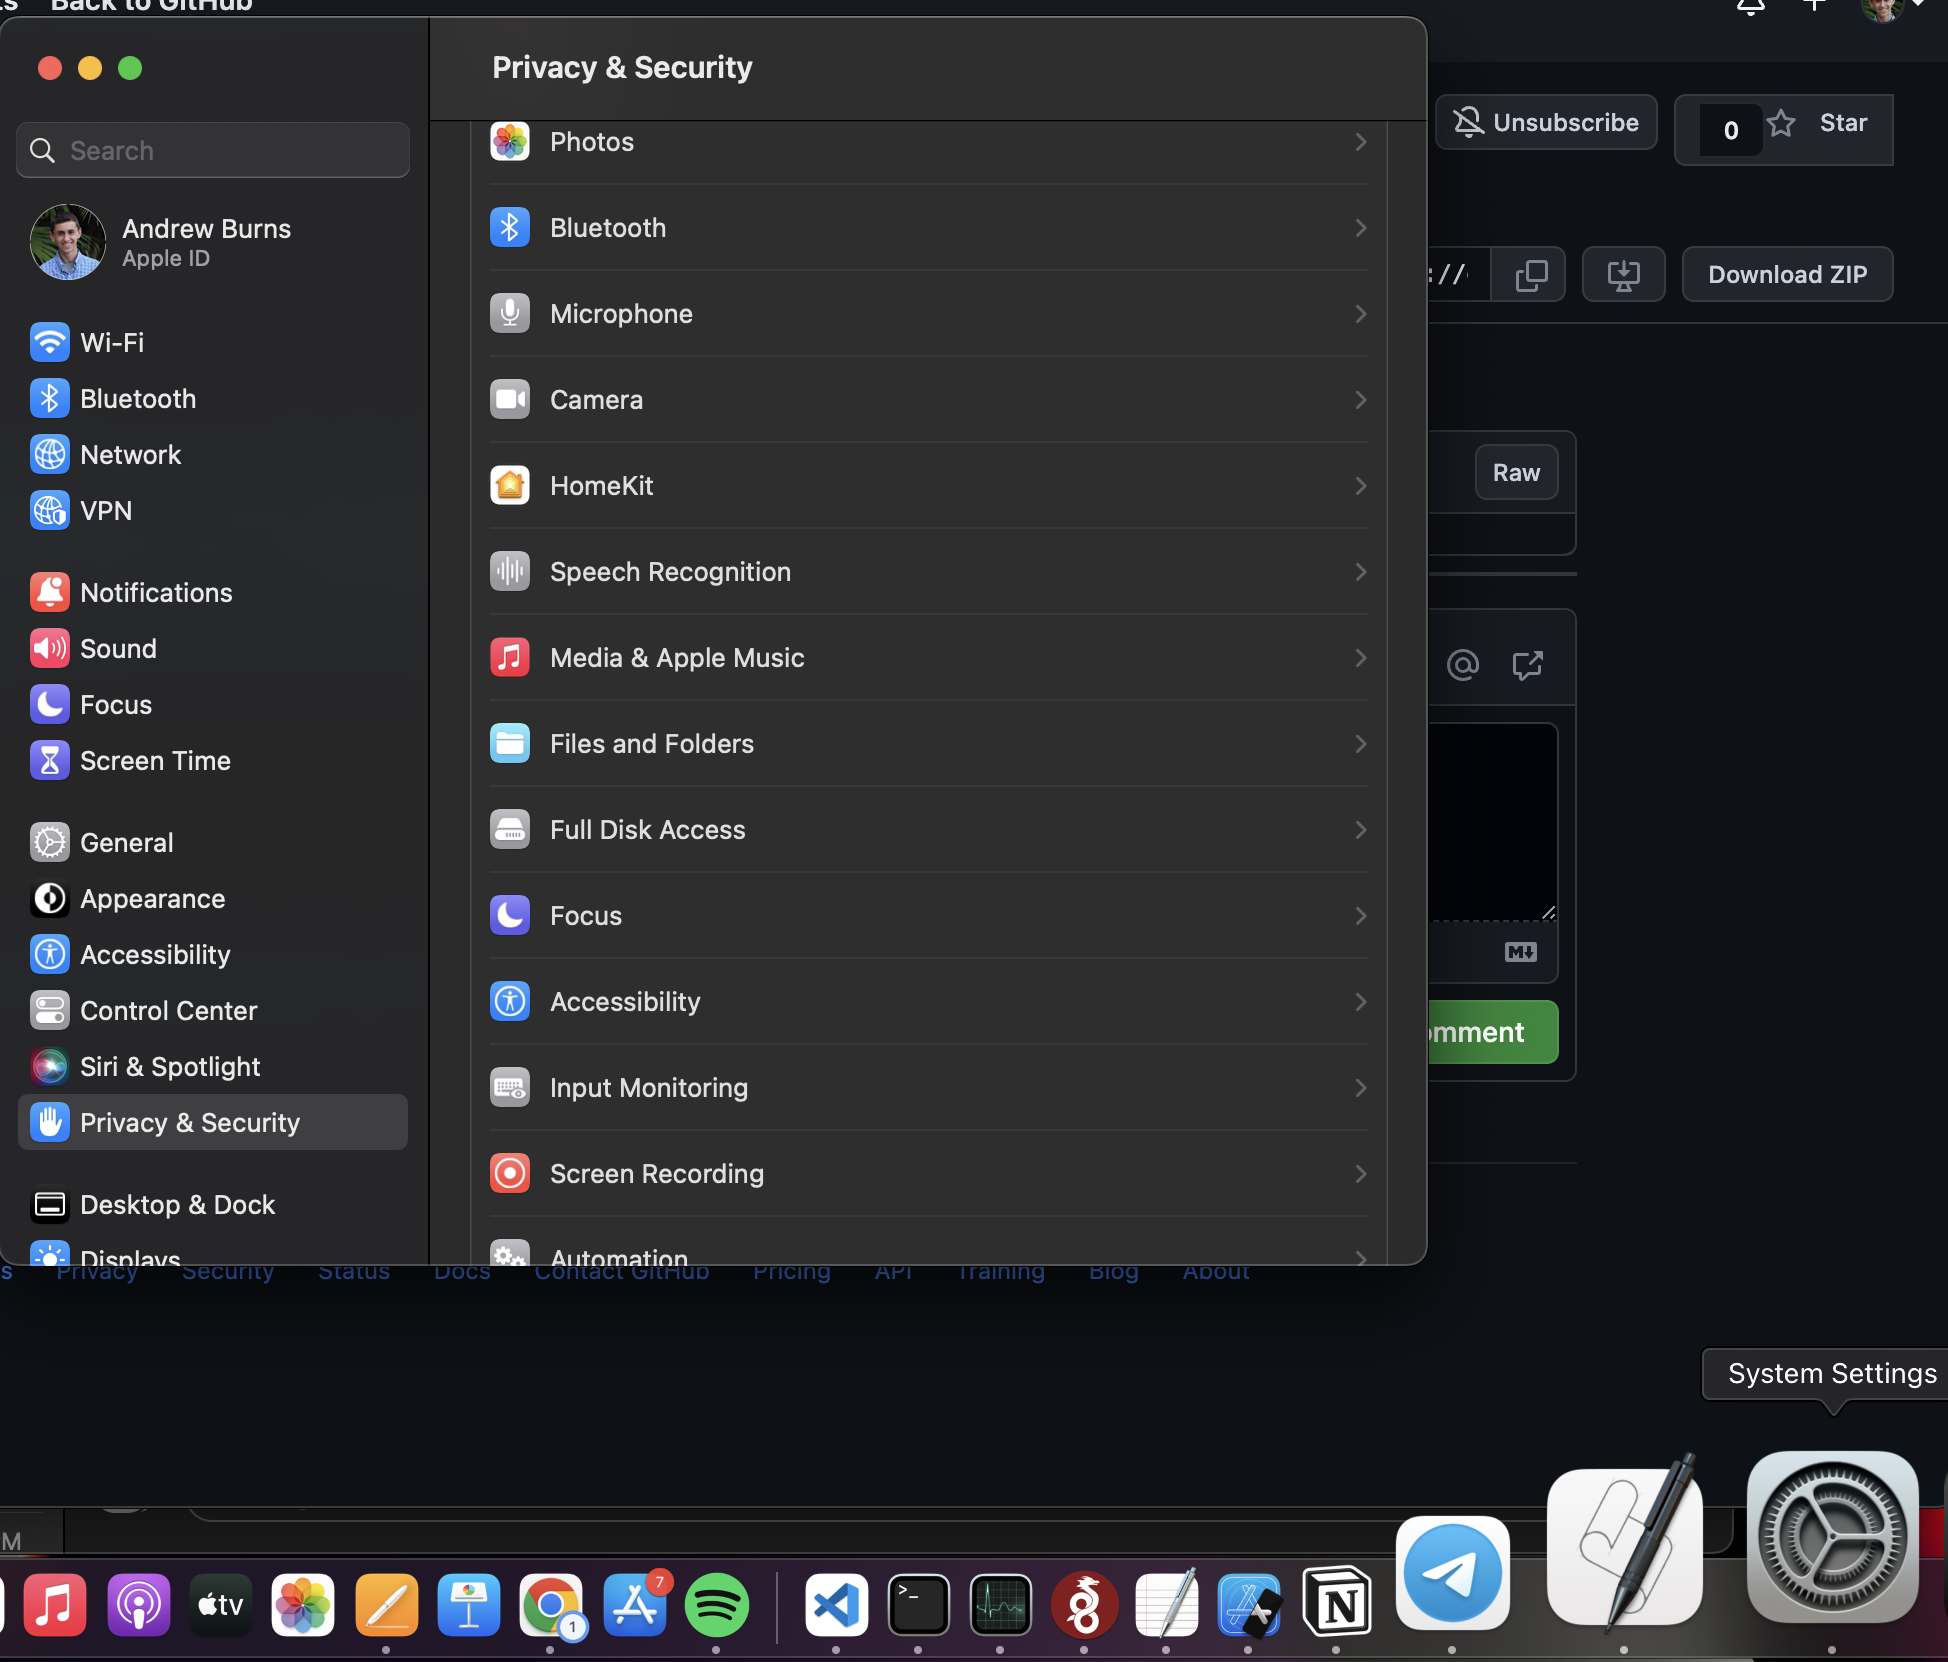 Back to GitHub
Privacy & Security
Search
Andrew Burns
Apple ID
Wi-Fi
Bluetooth
Network
VPN
Notifications
Sound
Focus
Screen Time
General
Appearance
Accessibility
Control Center
Siri & Spotlight
Privacy & Security
Desktop & Dock
Displays
Photos
Bluetooth
Microphone
Camera
HomeKit
Speech Recognition
Media & Apple Music
Files and Folders
Full Disk Access
Focus
Accessibility
Input Monitoring
Screen Recording
Automation
Unsubscribe
0
Star
://
Download ZIP
Raw
omment
s Privacy Security Status Docs Contact GitHub Pricing API Training Blog About
System Settings
M
tv
1
7
>_
N